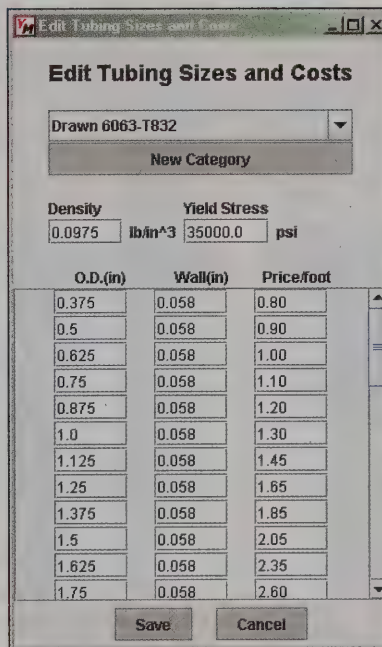 Edit Tubing Sizes and Costs
Edit Tubing Sizes and Costs
Drawn 6063-T832
New Category
Density Yield Stress
0.0975 lb/in^3 35000.0 psi
O.D.(in) Wall(in) Price/foot
0.375 0.058 0.80
0.5 0.058 0.90
0.625 0.058 1.00
0.75 0.058 1.10
0.875 0.058 1.20
1.0 0.058 1.30
1.125 0.058 1.45
1.25 0.058 1.65
1.375 0.058 1.85
1.5 0.058 2.05
1.625 0.058 2.35
1.75 0.058 2.60
Save Cancel